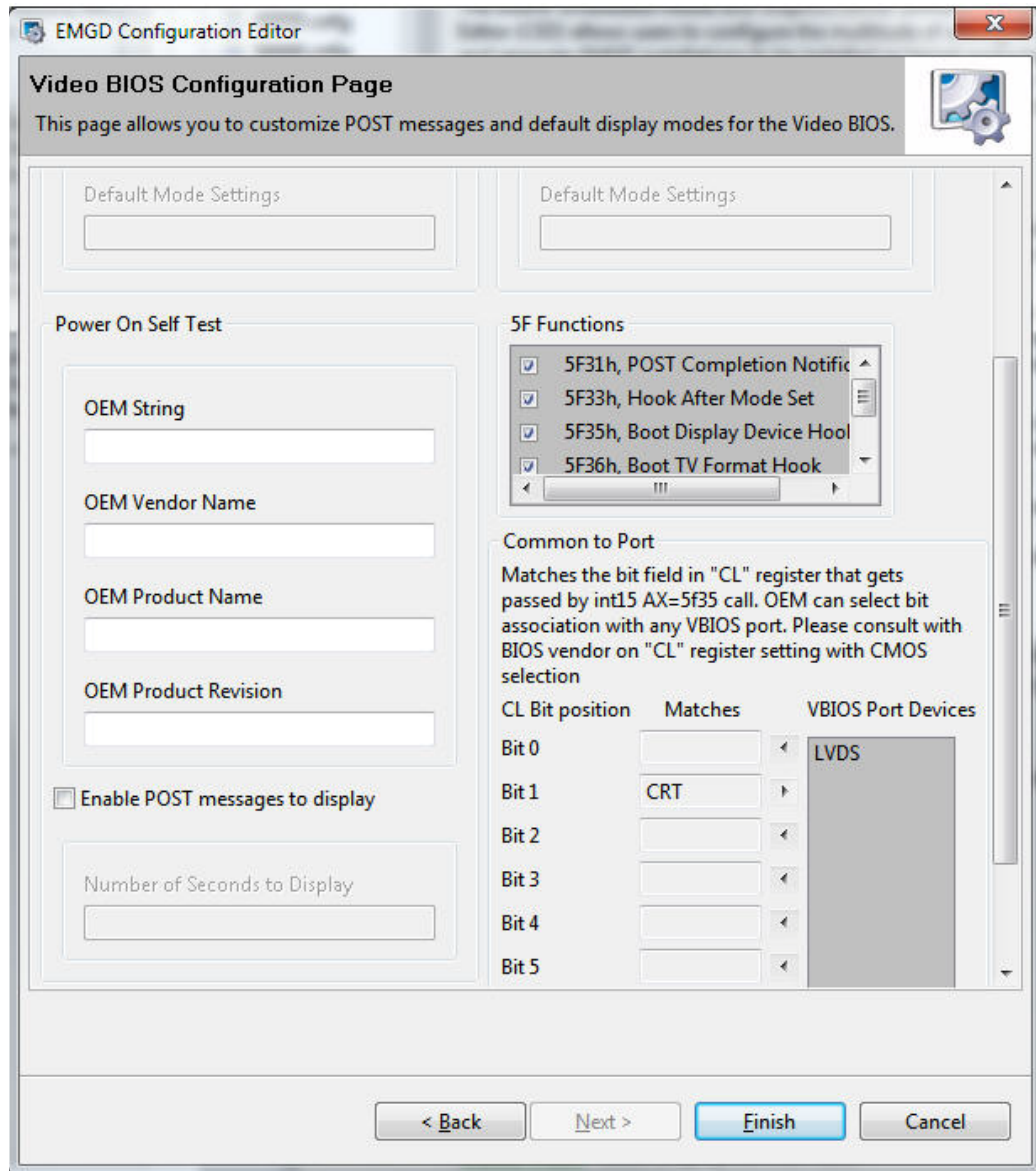 EMGD Configuration Editor
Video BIOS Configuration Page
This page allows you to customize POST messages and default display modes for the Video BIOS.
Default Mode Settings
Default Mode Settings
Power On Self Test
OEM String
OEM Vendor Name
OEM Product Name
OEM Product Revision
Enable POST messages to display
Number of Seconds to Display
5F Functions
5F31h, POST Completion Notific
5F33h, Hook After Mode Set
5F35h, Boot Display Device Hool
5F36h, Boot TV Format Hook
Common to Port
Matches the bit field in "CL" register that gets
passed by int15 AX=5f35 call. OEM can select bit
association with any VBIOS port. Please consult with
BIOS vendor on "CL" register setting with CMOS
selection
CL Bit position Matches VBIOS Port Devices
Bit 0 LVDS
Bit 1 CRT
Bit 2
Bit 3
Bit 4
Bit 5
< Back Next > Finish Cancel